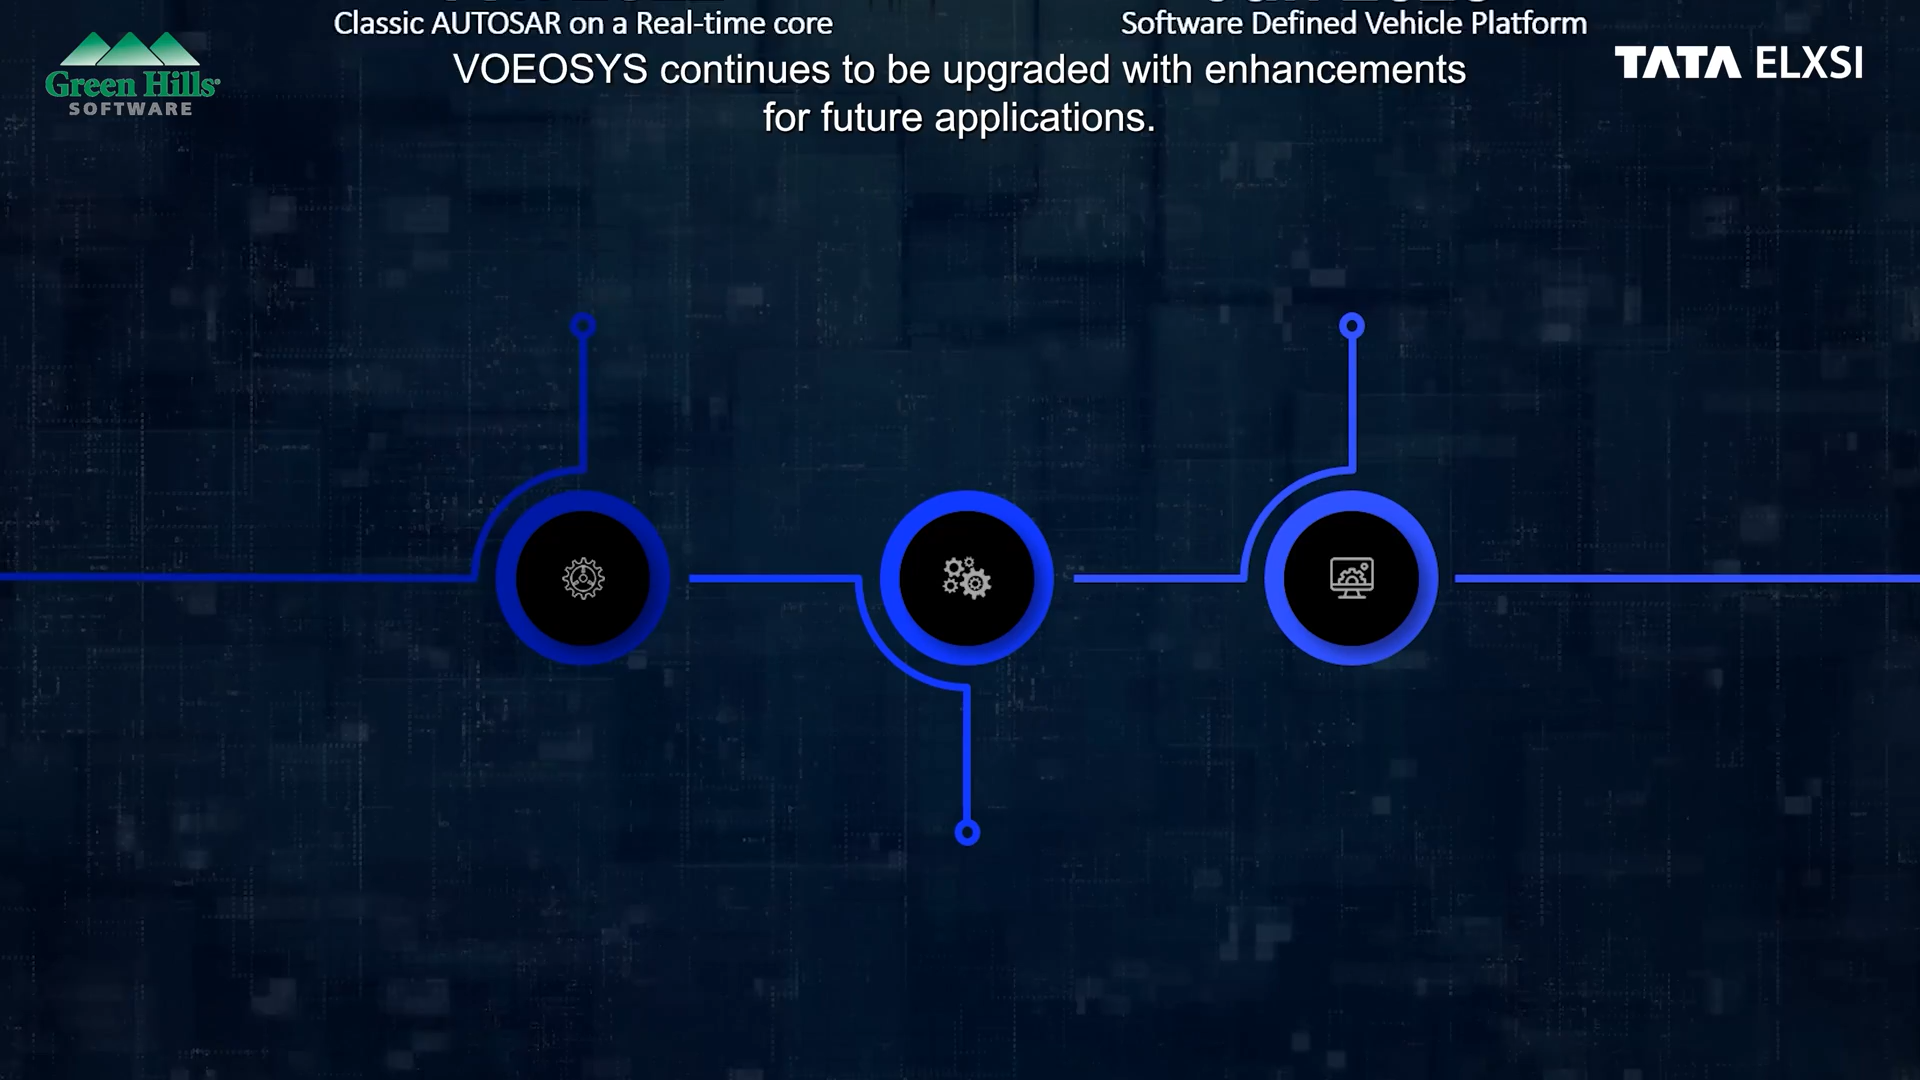 Classic AUTOSAR on a Real-time core
Software Defined Vehicle Platform
VOEOSYS continues to be upgraded with enhancements
for future applications.
Green Hills
SOFTWARE
TATA ELXSI